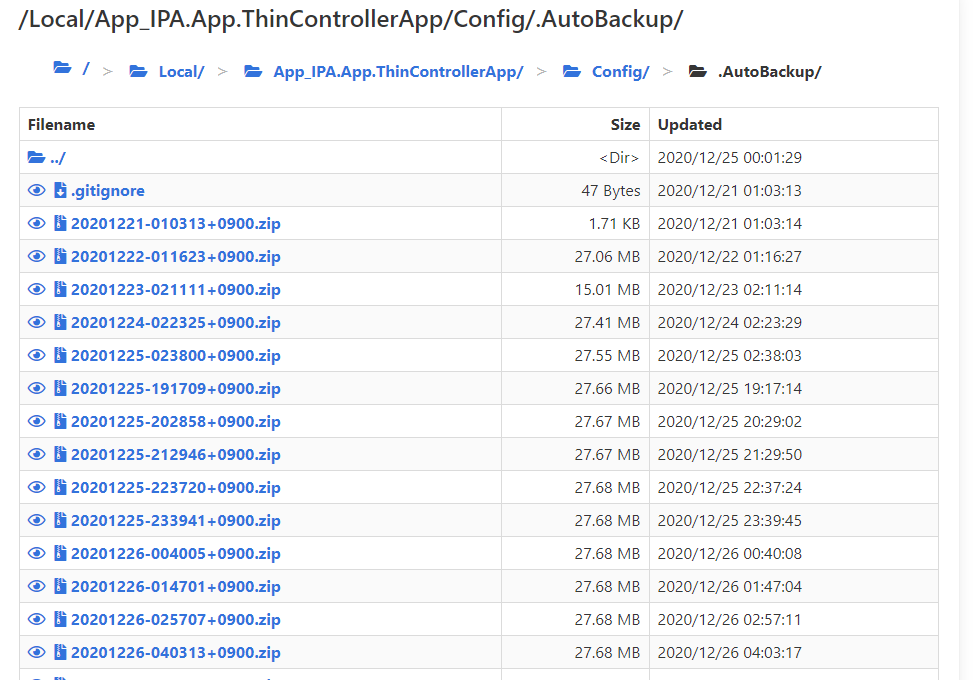 /Local/App_IPA.App.ThinControllerApp/Config/.AutoBackup/
/ > Local/ > App_IPA.App.ThinControllerApp/ > Config/ > .AutoBackup/
Filename Size Updated
../ <Dir> 2020/12/25 00:01:29
.gitignore 47 Bytes 2020/12/21 01:03:13
20201221-010313+0900.zip 1.71 KB 2020/12/21 01:03:14
20201222-011623+0900.zip 27.06 MB 2020/12/22 01:16:27
20201223-021111+0900.zip 15.01 MB 2020/12/23 02:11:14
20201224-022325+0900.zip 27.41 MB 2020/12/24 02:23:29
20201225-023800+0900.zip 27.55 MB 2020/12/25 02:38:03
20201225-191709+0900.zip 27.66 MB 2020/12/25 19:17:14
20201225-202858+0900.zip 27.67 MB 2020/12/25 20:29:02
20201225-212946+0900.zip 27.67 MB 2020/12/25 21:29:50
20201225-223720+0900.zip 27.68 MB 2020/12/25 22:37:24
20201225-233941+0900.zip 27.68 MB 2020/12/25 23:39:45
20201226-004005+0900.zip 27.68 MB 2020/12/26 00:40:08
20201226-014701+0900.zip 27.68 MB 2020/12/26 01:47:04
20201226-025707+0900.zip 27.68 MB 2020/12/26 02:57:11
20201226-040313+0900.zip 27.68 MB 2020/12/26 04:03:17